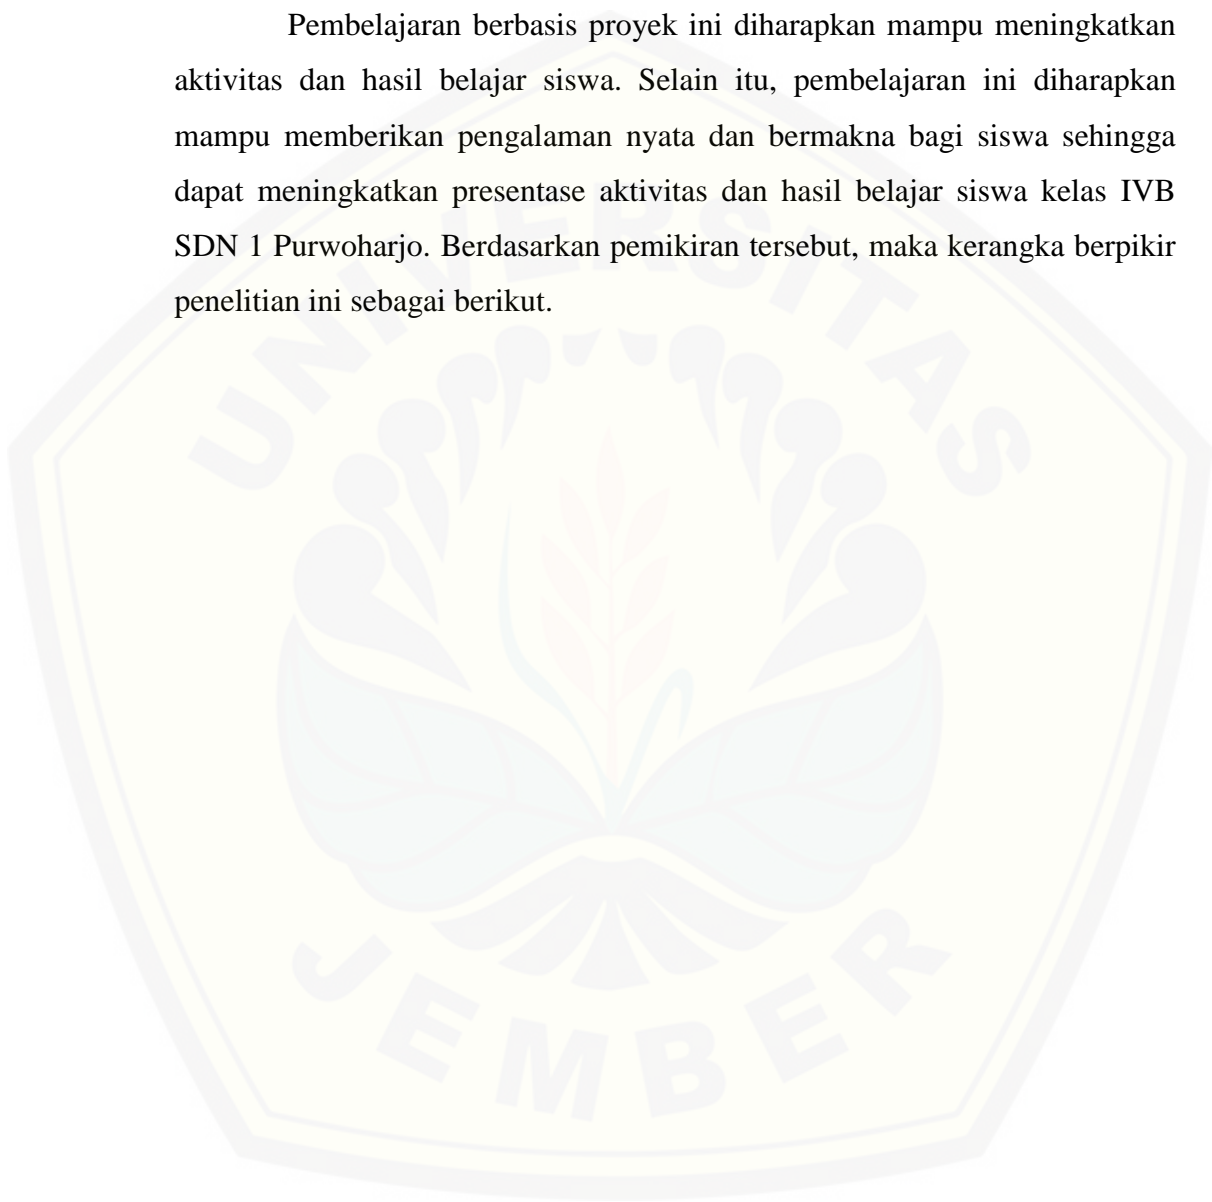 Pembelajaran berbasis proyek ini diharapkan mampu meningkatkan
aktivitas dan hasil belajar siswa. Selain itu, pembelajaran ini diharapkan
mampu memberikan pengalaman nyata dan bermakna bagi siswa sehingga
dapat meningkatkan presentase aktivitas dan hasil belajar siswa kelas IVB
SDN 1 Purwoharjo. Berdasarkan pemikiran tersebut, maka kerangka berpikir
penelitian ini sebagai berikut.
UNIVERSITAS
JEMBER